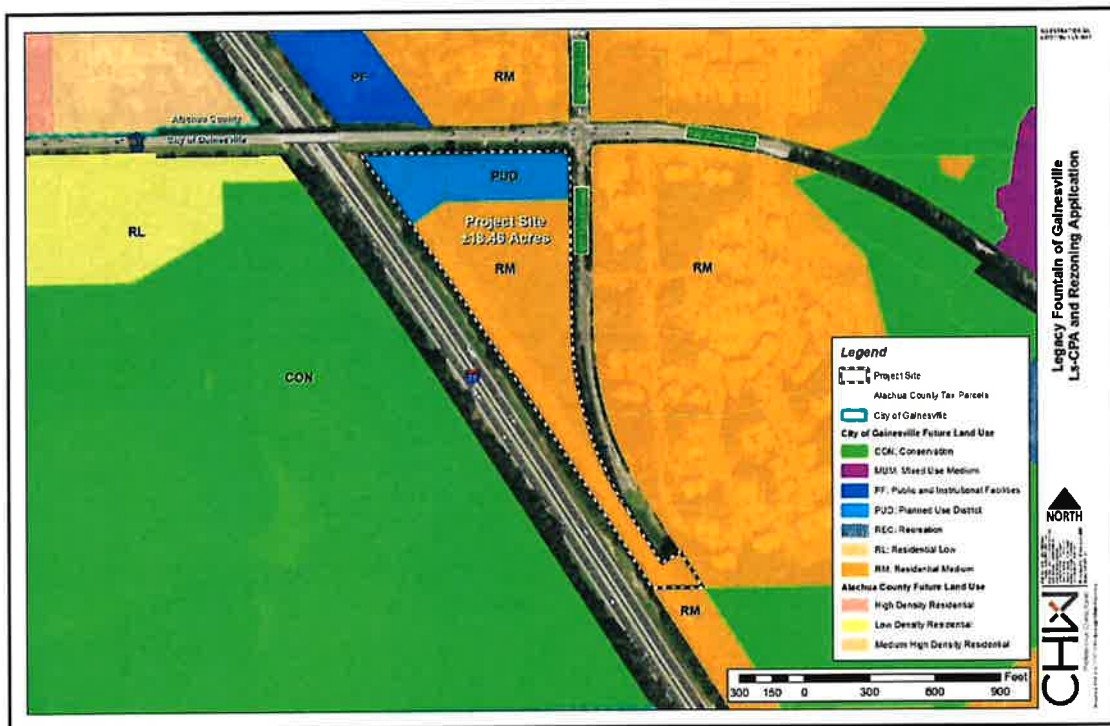 PF
RM
Alachua County
City of Gainesville
PUD
Project Site
±18.46 Acres
RL
RM
RM
CON
RM
Legend
Project Site
Alachua County Tax Parcels
City of Gainesville
City of Gainesville Future Land Use
CON: Conservation
MUM: Mixed Use Medium
PF: Public and Institutional Facilities
PUD: Planned Use District
REC: Recreation
RL: Residential Low
RM: Residential Medium
Alachua County Future Land Use
High Density Residential
Low Density Residential
Medium High Density Residential
Feet
300 150 0 300 600 900
Legacy Fountain of Gainesville
Ls-CPA and Rezoning Application
NORTH
CHW